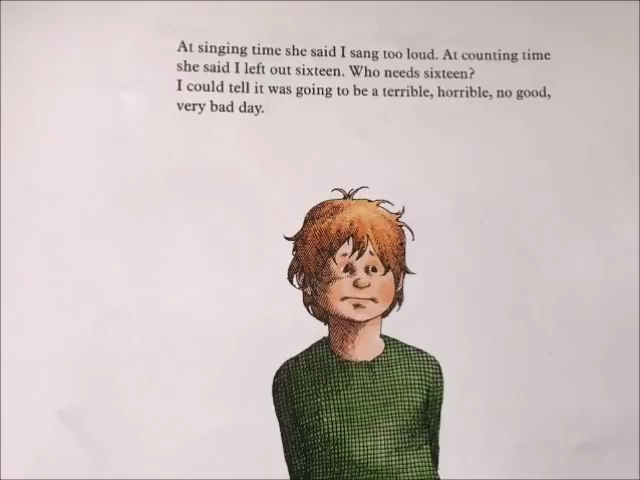 At singing time she said I sang too loud. At counting time
she said I left out sixteen. Who needs sixteen?
I could tell it was going to be a terrible, horrible, no good,
very bad day.